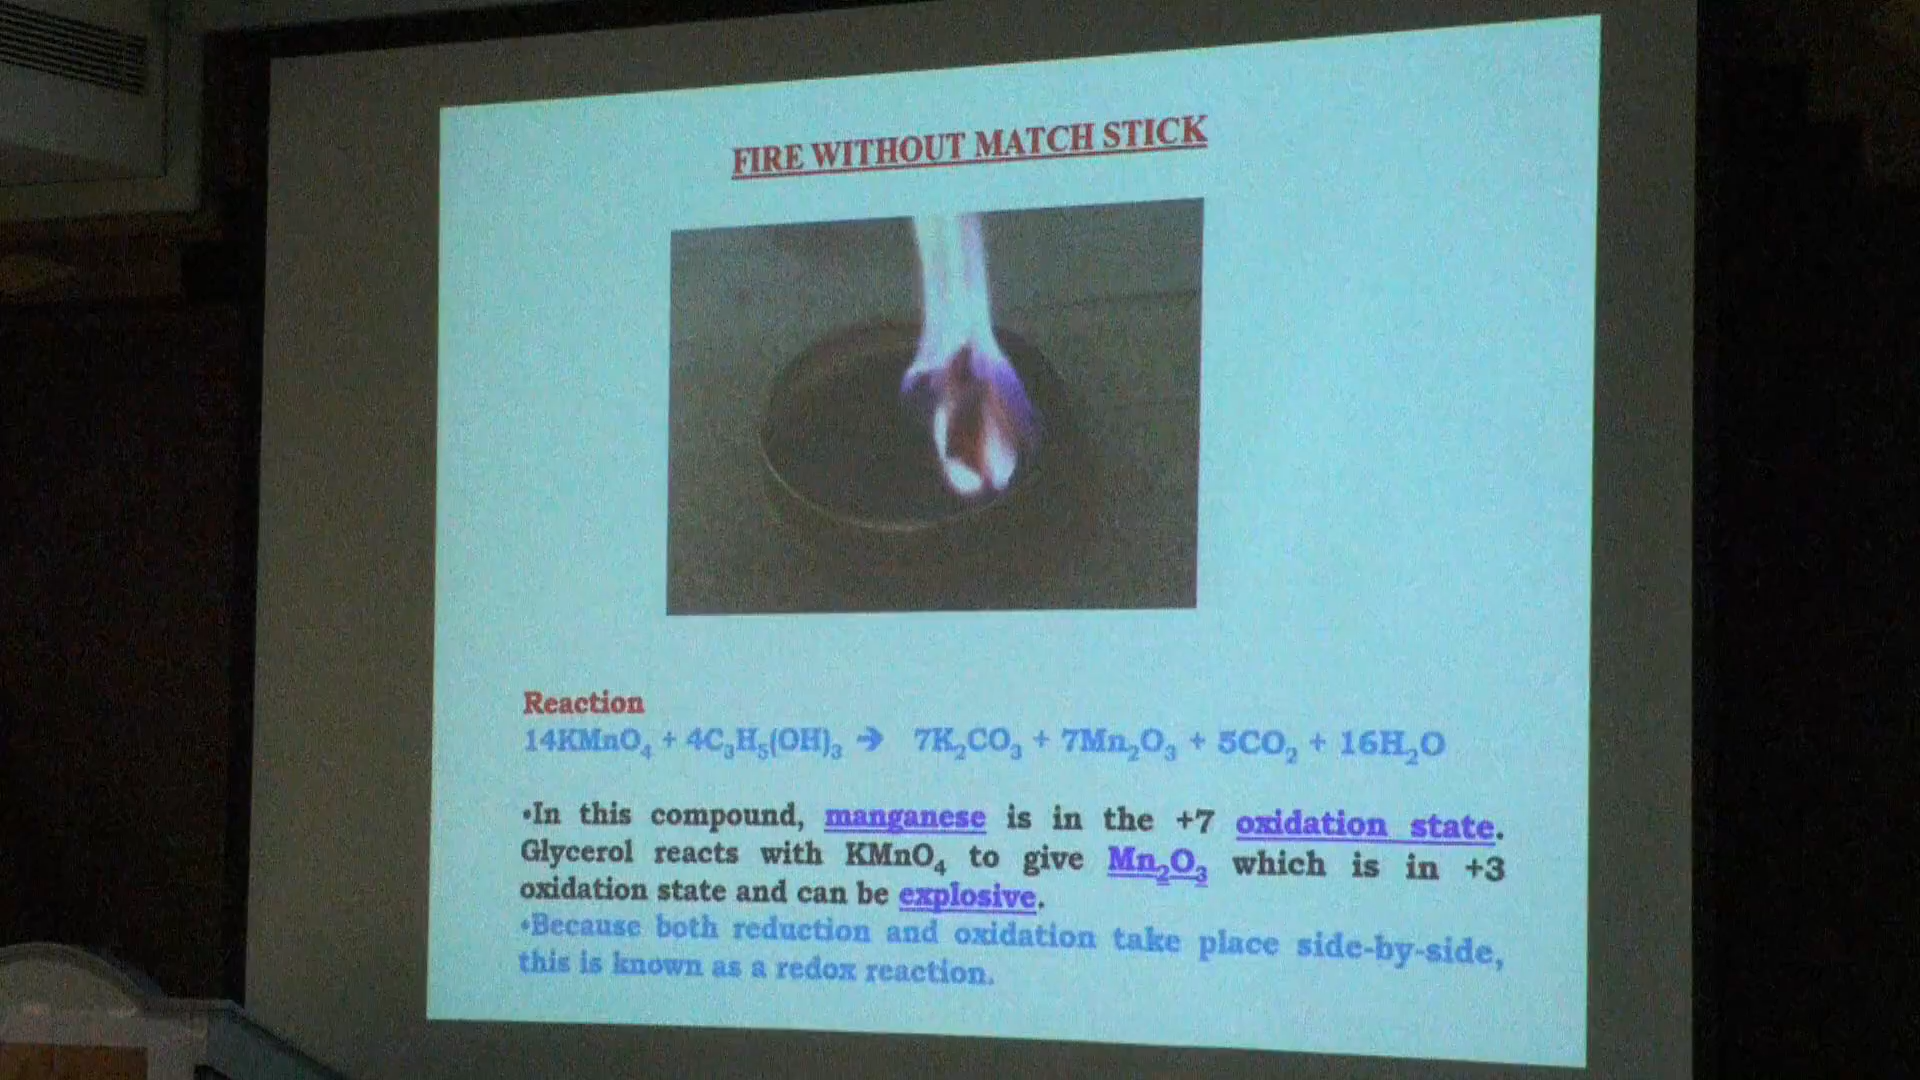 FIRE WITHOUT MATCH STICK
Reaction
14KMnO₄ + 4C₃H₅(OH)₃ → 7K₂CO₃ + 7Mn₂O₃ + 5CO₂ + 16H₂O
•In this compound, manganese is in the +7 oxidation state.
Glycerol reacts with KMnO₄ to give Mn₂O₃ which is in +3
oxidation state and can be explosive.
•Because both reduction and oxidation take place side-by-side,
this is known as a redox reaction.